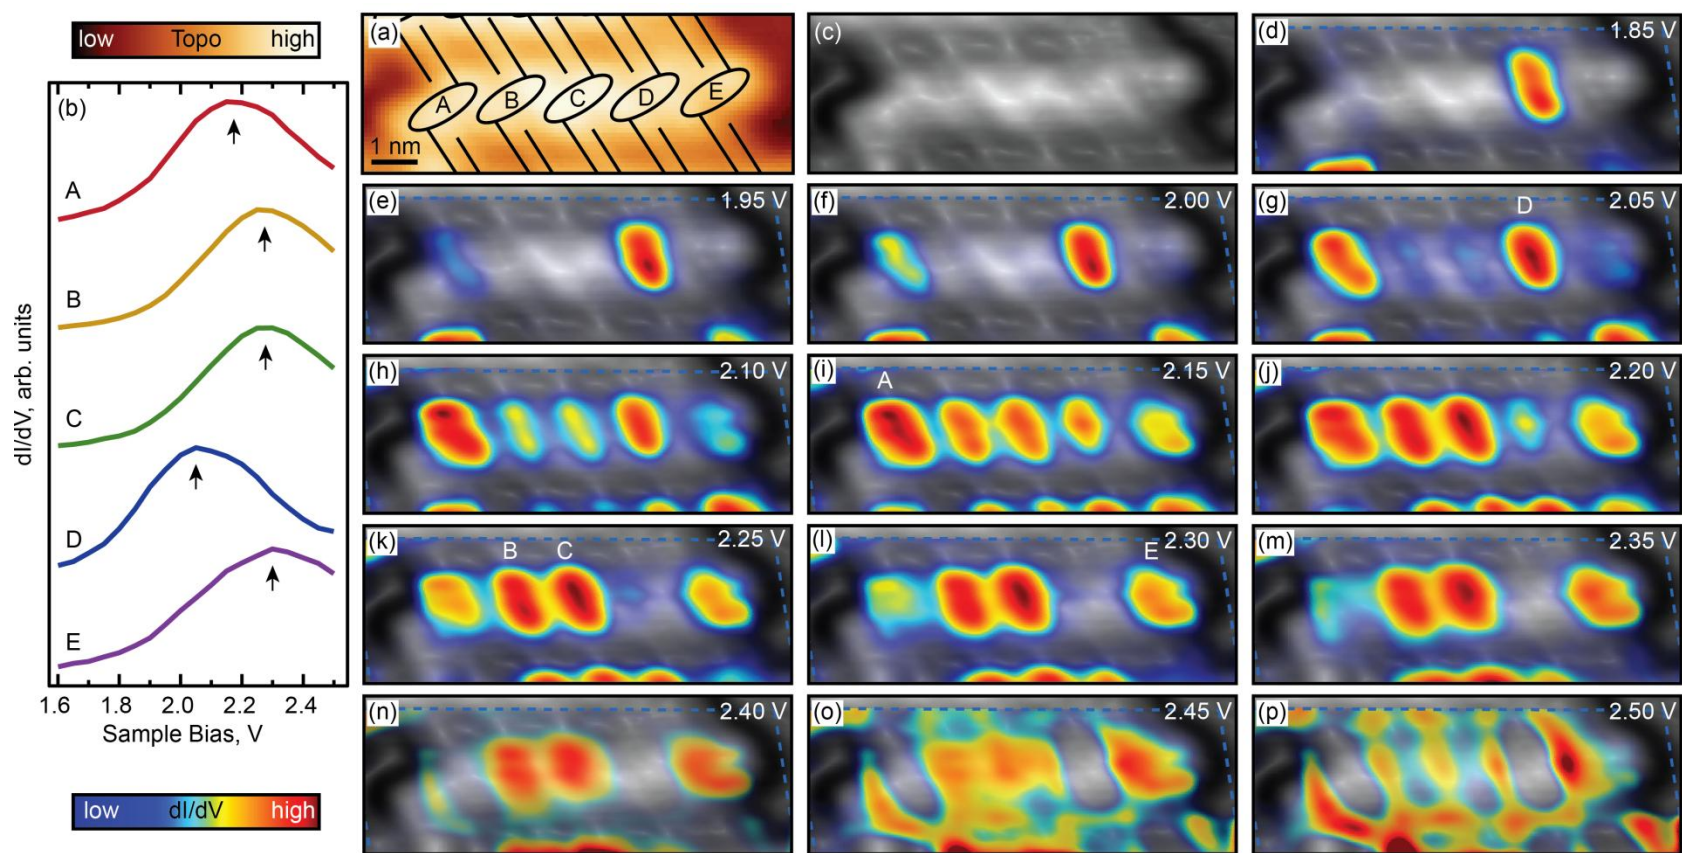 low Topo high
(a)
A B C D E
1 nm
(b)
A
B
C
D
E
dI/dV, arb. units
1.6 1.8 2.0 2.2 2.4
Sample Bias, V
low dI/dV high
(c)
(d) 1.85 V
(e) 1.95 V
(f) 2.00 V
(g) 2.05 V
D
(h) 2.10 V
(i) 2.15 V
A
(j) 2.20 V
(k) 2.25 V
B C
(l) 2.30 V
E
(m) 2.35 V
(n) 2.40 V
(o) 2.45 V
(p) 2.50 V